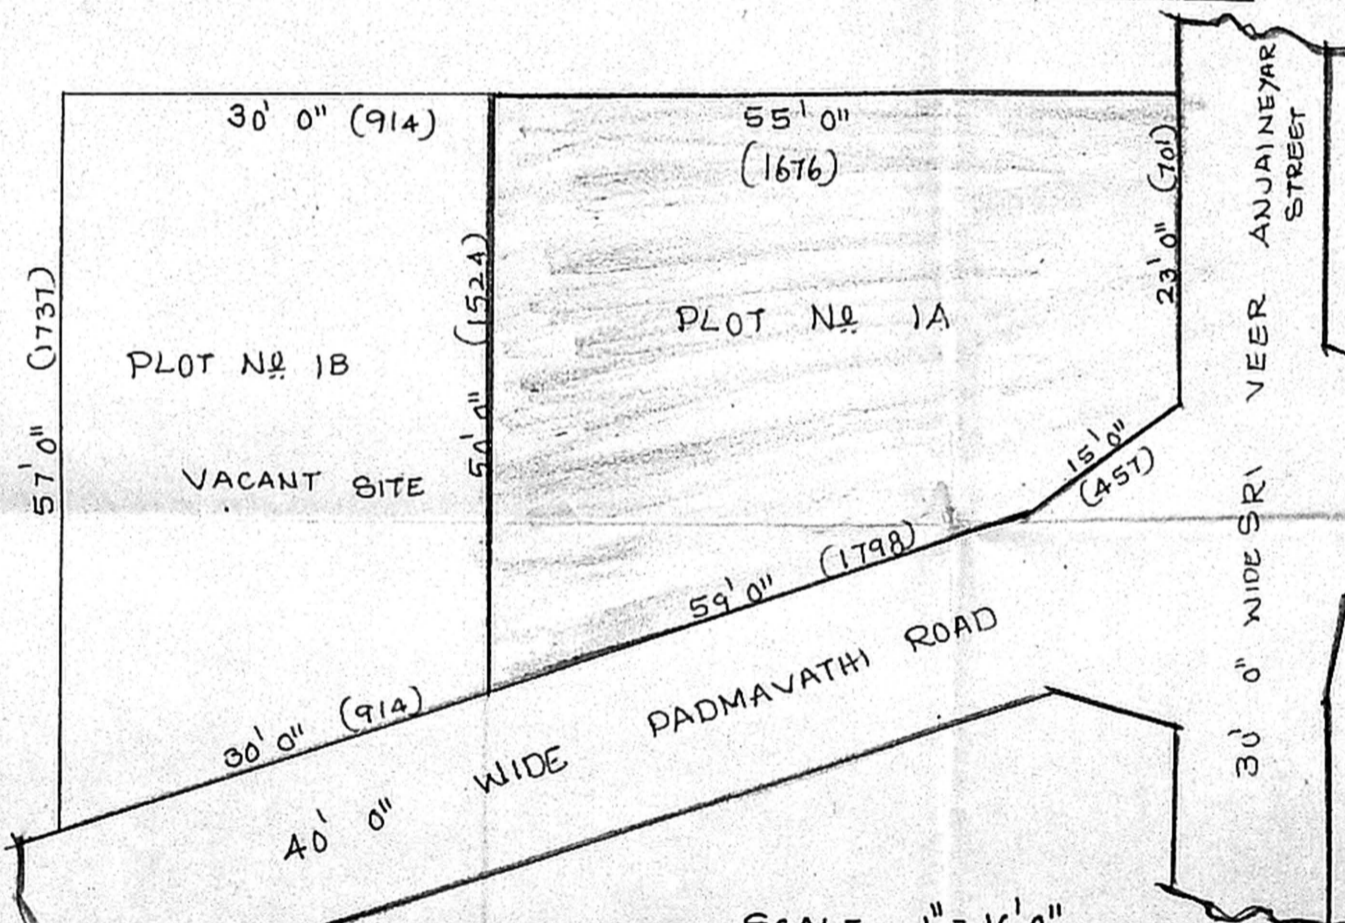 30' 0" (914)
55' 0"
(1676)
23' 0" (701)
VEER ANJAINEYAR
STREET
57' 0" (1737)
50' 0" (1524)
PLOT No 1B
PLOT No 1A
VACANT SITE
15' 0"
(457)
59' 0" (1798)
30' 0" (914)
40' 0" WIDE PADMAVATHI ROAD
30' 0" WIDE SRI